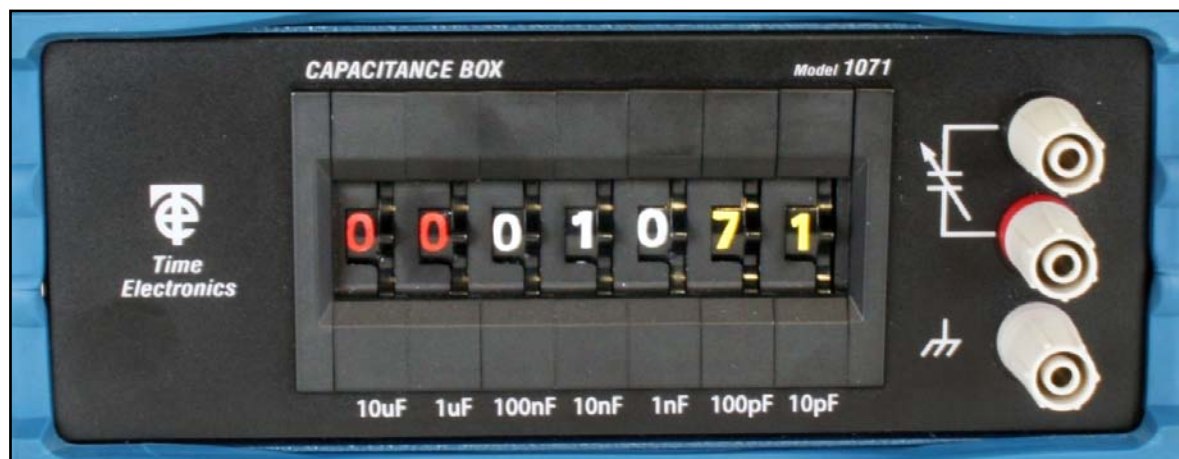 CAPACITANCE BOX Model 1071
0 0 0 1 0 7 1
Time
Electronics
10uF 1uF 100nF 10nF 1nF 100pF 10pF